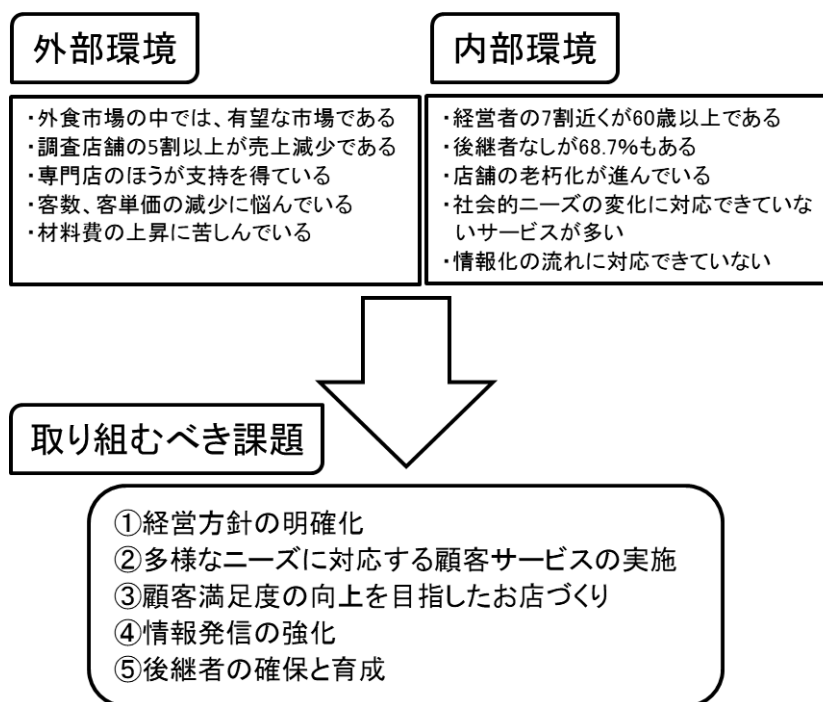 外部環境
・外食市場の中では、有望な市場である
・調査店舗の5割以上が売上減少である
・専門店のほうが支持を得ている
・客数、客単価の減少に悩んでいる
・材料費の上昇に苦しんでいる
内部環境
・経営者の7割近くが60歳以上である
・後継者なしが68.7%もある
・店舗の老朽化が進んでいる
・社会的ニーズの変化に対応できていな
いサービスが多い
・情報化の流れに対応できていない
取り組むべき課題
①経営方針の明確化
②多様なニーズに対応する顧客サービスの実施
③顧客満足度の向上を目指したお店づくり
④情報発信の強化
⑤後継者の確保と育成